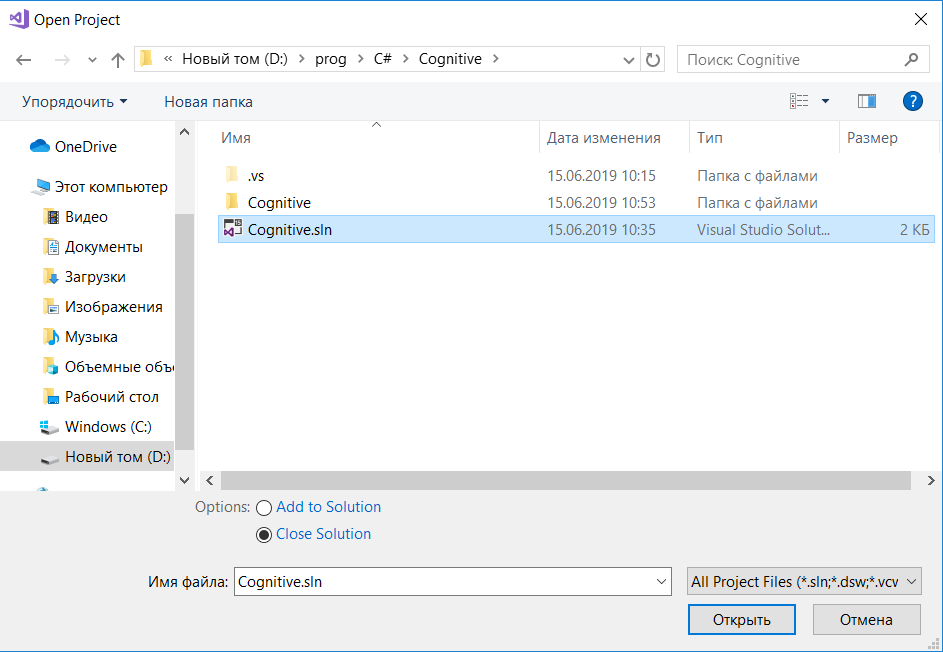 Open Project
« Новый том (D:) > prog > C# > Cognitive >
Поиск: Cognitive
Упорядочить
Новая папка
?
Имя
Дата изменения
Тип
Размер
OneDrive
Этот компьютер
Видео
Документы
Загрузки
Изображения
Музыка
Объемные объ
Рабочий стол
Windows (C:)
Новый том (D:)
.vs 15.06.2019 10:15 Папка с файлами
Cognitive 15.06.2019 10:53 Папка с файлами
Cognitive.sln 15.06.2019 10:35 Visual Studio Solut... 2 КБ
Options: Add to Solution
Close Solution
Имя файла: Cognitive.sln
All Project Files (*.sln;*.dsw;*.vcv
Открыть
Отмена